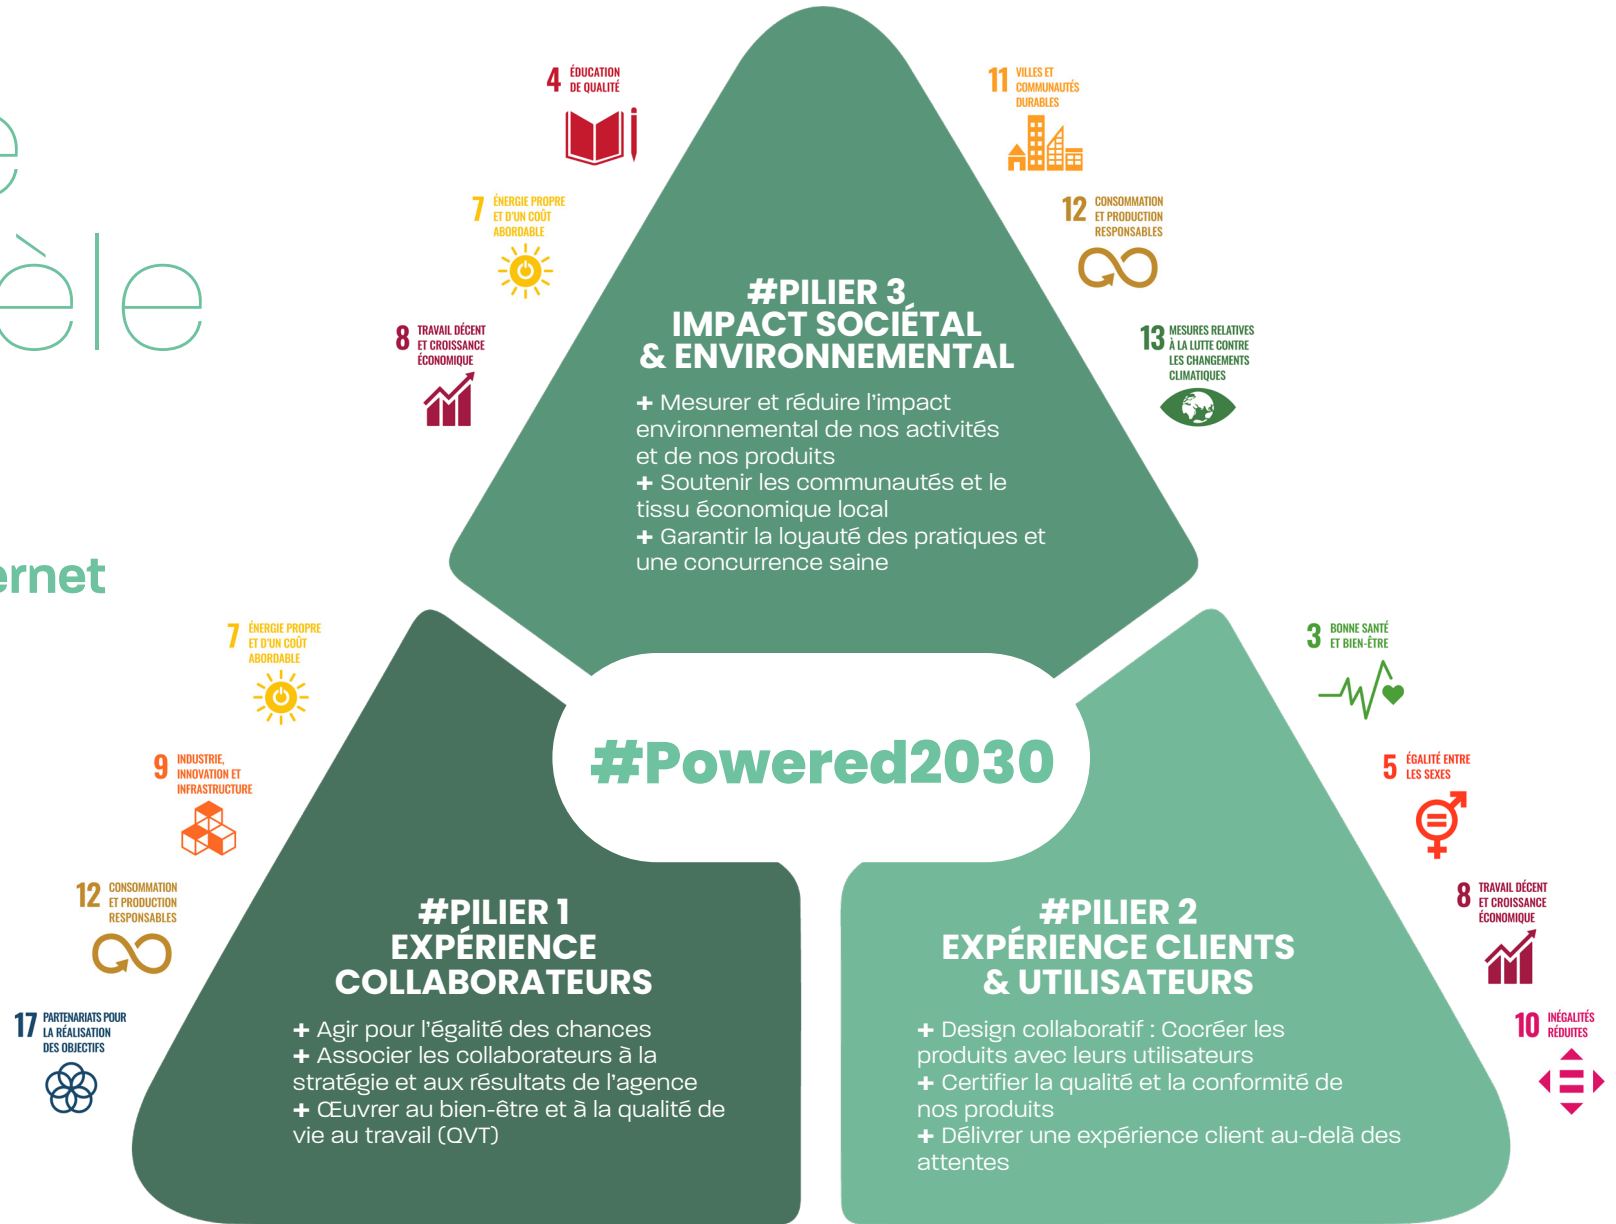 4 ÉDUCATION
DE QUALITÉ
7 ÉNERGIE PROPRE
ET D'UN COÛT
ABORDABLE
8 TRAVAIL DÉCENT
ET CROISSANCE
ÉCONOMIQUE
11 VILLES ET
COMMUNAUTÉS
DURABLES
12 CONSOMMATION
ET PRODUCTION
RESPONSABLES
13 MESURES RELATIVES
À LA LUTTE CONTRE
LES CHANGEMENTS
CLIMATIQUES
e
èle
ernet
#PILIER 3
IMPACT SOCIÉTAL
& ENVIRONNEMENTAL
+ Mesurer et réduire l'impact
environnemental de nos activités
et de nos produits
+ Soutenir les communautés et le
tissu économique local
+ Garantir la loyauté des pratiques et
une concurrence saine
#Powered2030
7 ÉNERGIE PROPRE
ET D'UN COÛT
ABORDABLE
9 INDUSTRIE,
INNOVATION ET
INFRASTRUCTURE
12 CONSOMMATION
ET PRODUCTION
RESPONSABLES
17 PARTENARIATS POUR
LA RÉALISATION
DES OBJECTIFS
#PILIER 1
EXPÉRIENCE
COLLABORATEURS
+ Agir pour l'égalité des chances
+ Associer les collaborateurs à la
stratégie et aux résultats de l'agence
+ Œuvrer au bien-être et à la qualité de
vie au travail (QVT)
#PILIER 2
EXPÉRIENCE CLIENTS
& UTILISATEURS
+ Design collaboratif : Cocréer les
produits avec leurs utilisateurs
+ Certifier la qualité et la conformité de
nos produits
+ Délivrer une expérience client au-delà des
attentes
3 BONNE SANTÉ
ET BIEN-ÊTRE
5 ÉGALITÉ ENTRE
LES SEXES
8 TRAVAIL DÉCENT
ET CROISSANCE
ÉCONOMIQUE
10 INÉGALITÉS
RÉDUITES